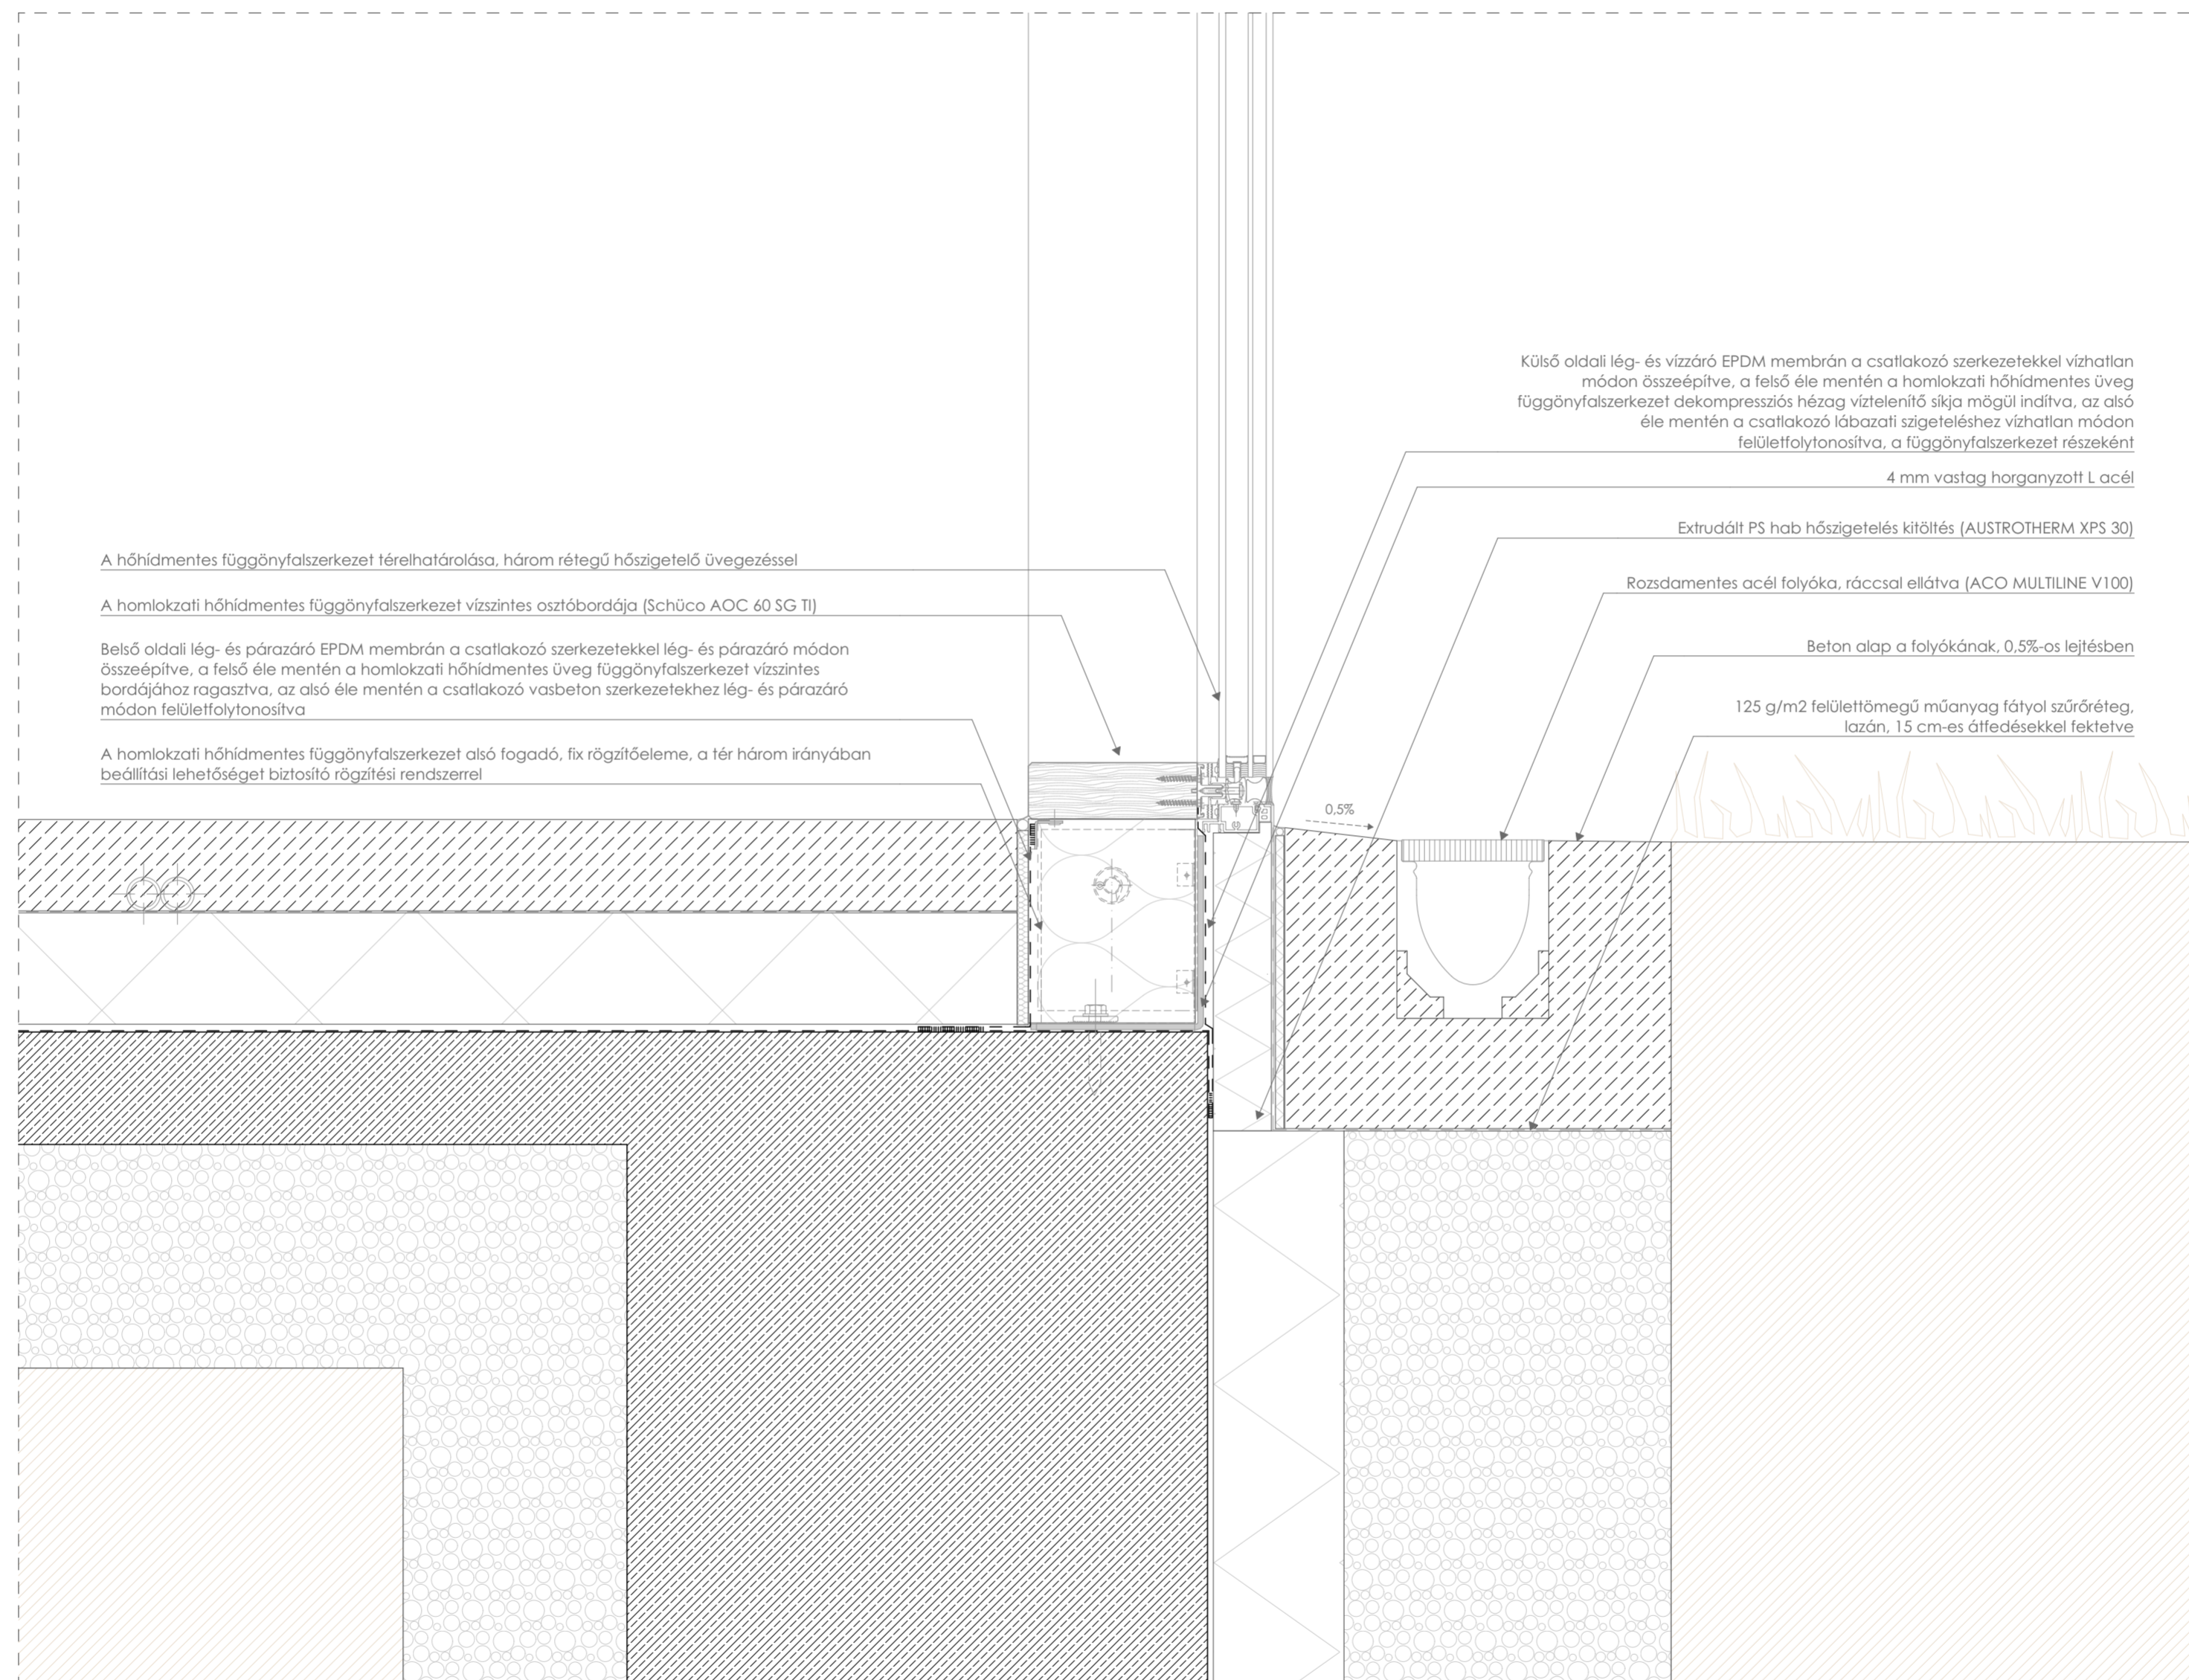 Külső oldali lég- és vízzáró EPDM membrán a csatlakozó szerkezetekkel vízhatlan
módon összeépítve, a felső éle mentén a homlokzati hőhídmentes üveg
függönyfalszerkezet dekompressziós hézag víztelenítő síkja mögül indítva, az alsó
éle mentén a csatlakozó lábazati szigeteléshez vízhatlan módon
felületfolytonosítva, a függönyfalszerkezet részeként
4 mm vastag horganyzott L acél
Extrudált PS hab hőszigetelés kitöltés (AUSTROTHERM XPS 30)
Rozsdamentes acél folyóka, ráccsal ellátva (ACO MULTILINE V100)
Beton alap a folyókának, 0,5%-os lejtésben
125 g/m2 felülettömegű műanyag fátyol szűrőréteg,
lazán, 15 cm-es átfedésekkel fektetve
A hőhídmentes függönyfalszerkezet térelhatárolása, három rétegű hőszigetelő üvegezéssel
A homlokzati hőhídmentes függönyfalszerkezet vízszintes osztóbordája (Schüco AOC 60 SG TI)
Belső oldali lég- és párazáró EPDM membrán a csatlakozó szerkezetekkel lég- és párazáró módon
összeépítve, a felső éle mentén a homlokzati hőhídmentes üveg függönyfalszerkezet vízszintes
bordájához ragasztva, az alsó éle mentén a csatlakozó vasbeton szerkezetekhez lég- és párazáró
módon felületfolytonosítva
A homlokzati hőhídmentes függönyfalszerkezet alsó fogadó, fix rögzítőeleme, a tér három irányában
beállítási lehetőséget biztosító rögzítési rendszerrel
0,5%